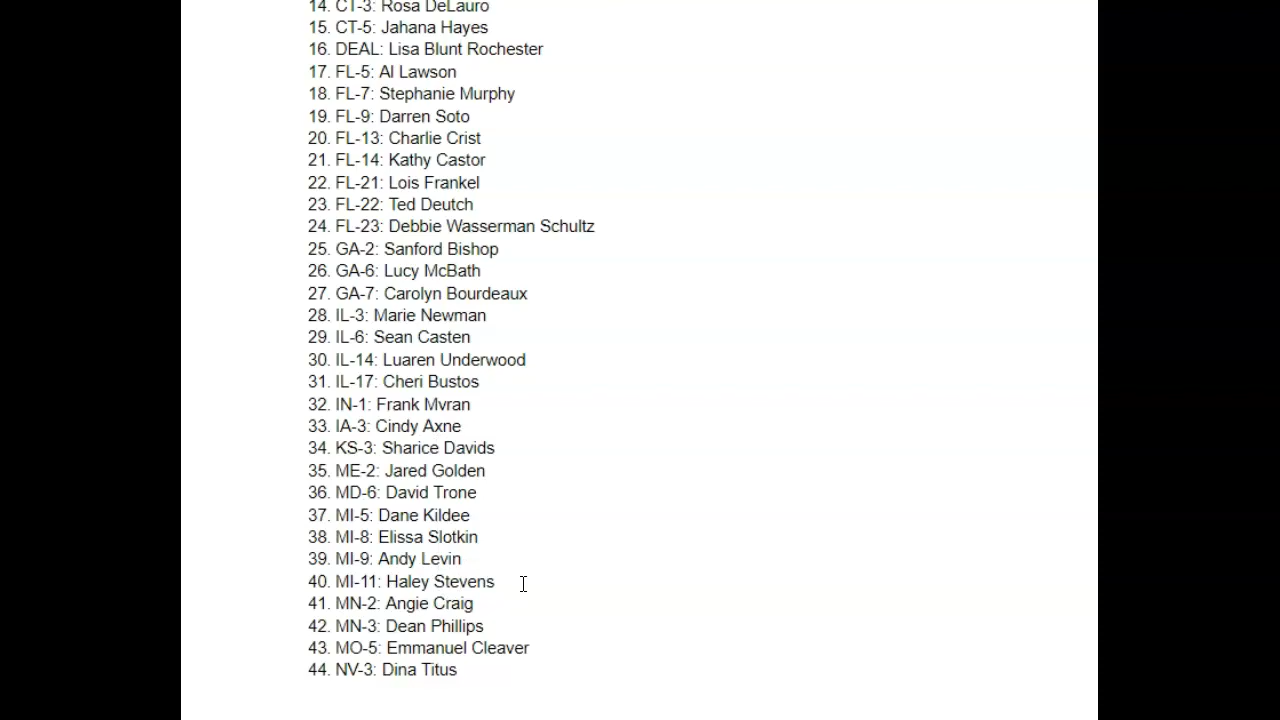 14. CT-3: Rosa DeLauro
15. CT-5: Jahana Hayes
16. DEAL: Lisa Blunt Rochester
17. FL-5: Al Lawson
18. FL-7: Stephanie Murphy
19. FL-9: Darren Soto
20. FL-13: Charlie Crist
21. FL-14: Kathy Castor
22. FL-21: Lois Frankel
23. FL-22: Ted Deutch
24. FL-23: Debbie Wasserman Schultz
25. GA-2: Sanford Bishop
26. GA-6: Lucy McBath
27. GA-7: Carolyn Bourdeaux
28. IL-3: Marie Newman
29. IL-6: Sean Casten
30. IL-14: Luaren Underwood
31. IL-17: Cheri Bustos
32. IN-1: Frank Mvran
33. IA-3: Cindy Axne
34. KS-3: Sharice Davids
35. ME-2: Jared Golden
36. MD-6: David Trone
37. MI-5: Dane Kildee
38. MI-8: Elissa Slotkin
39. MI-9: Andy Levin
40. MI-11: Haley Stevens
41. MN-2: Angie Craig
42. MN-3: Dean Phillips
43. MO-5: Emmanuel Cleaver
44. NV-3: Dina Titus